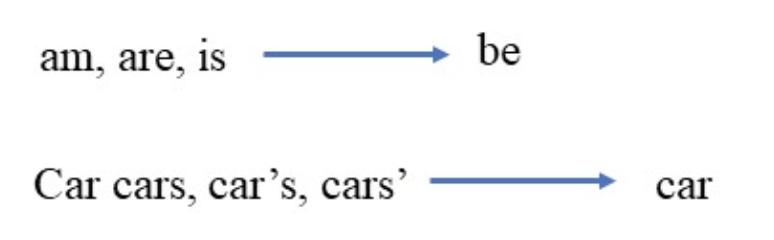 am, are, is be
Car cars, car’s, cars’ car